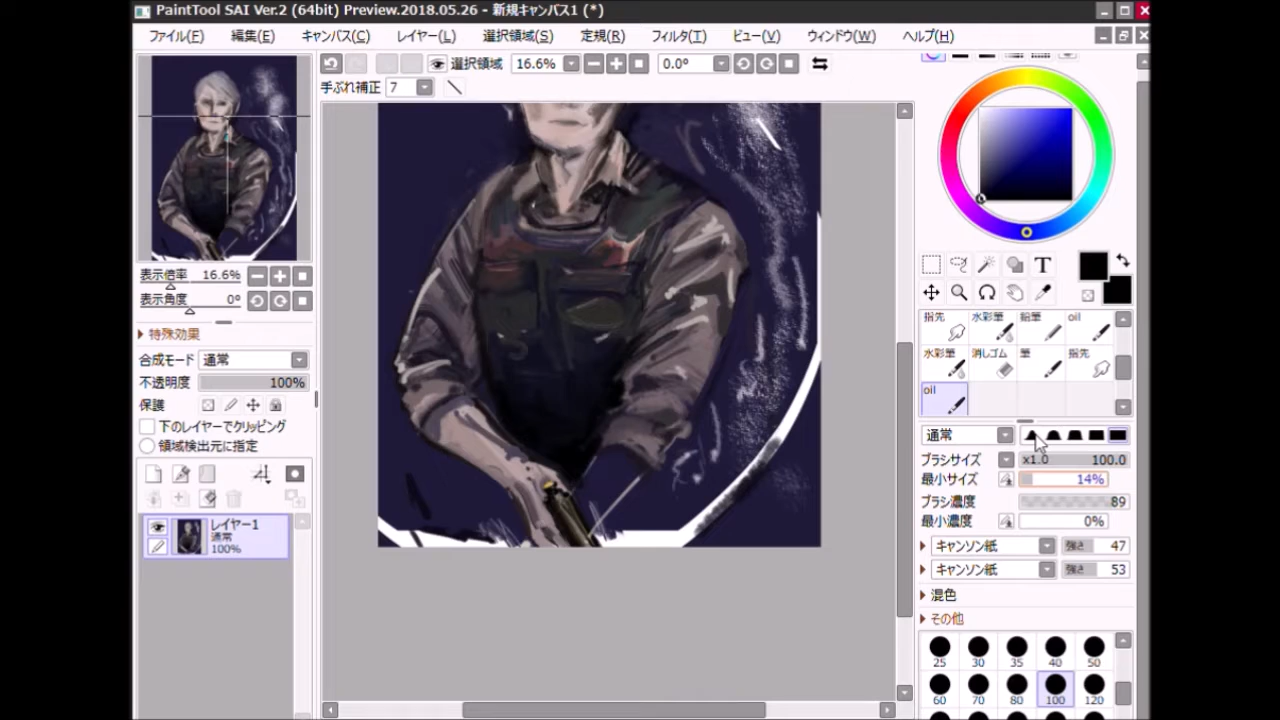 PaintTool SAI Ver.2 (64bit) Preview.2018.05.26 - 新規キャンバス1 (*)
ファイル(F) 編集(E) キャンバス(C) レイヤー(L) 選択領域(S) 定規(R) フィルタ(T) ビュー(V) ウィンドウ(W) ヘルプ(H)
選択領域 16.6% 0.0°
手ぶれ補正 7
表示倍率 16.6%
表示角度 0°
特殊効果
合成モード 通常
不透明度 100%
保護
下のレイヤーでクリッピング
領域検出元に指定
レイヤー1
通常
100%
T
指先 水彩筆 鉛筆 oil
水彩筆 消しゴム 筆 指先
oil
通常
ブラシサイズ x1.0 100.0
最小サイズ 14%
ブラシ濃度 89
最小濃度 0%
キャンソン紙 強さ 47
キャンソン紙 強さ 53
混色
その他
25 30 35 40 50
60 70 80 100 120